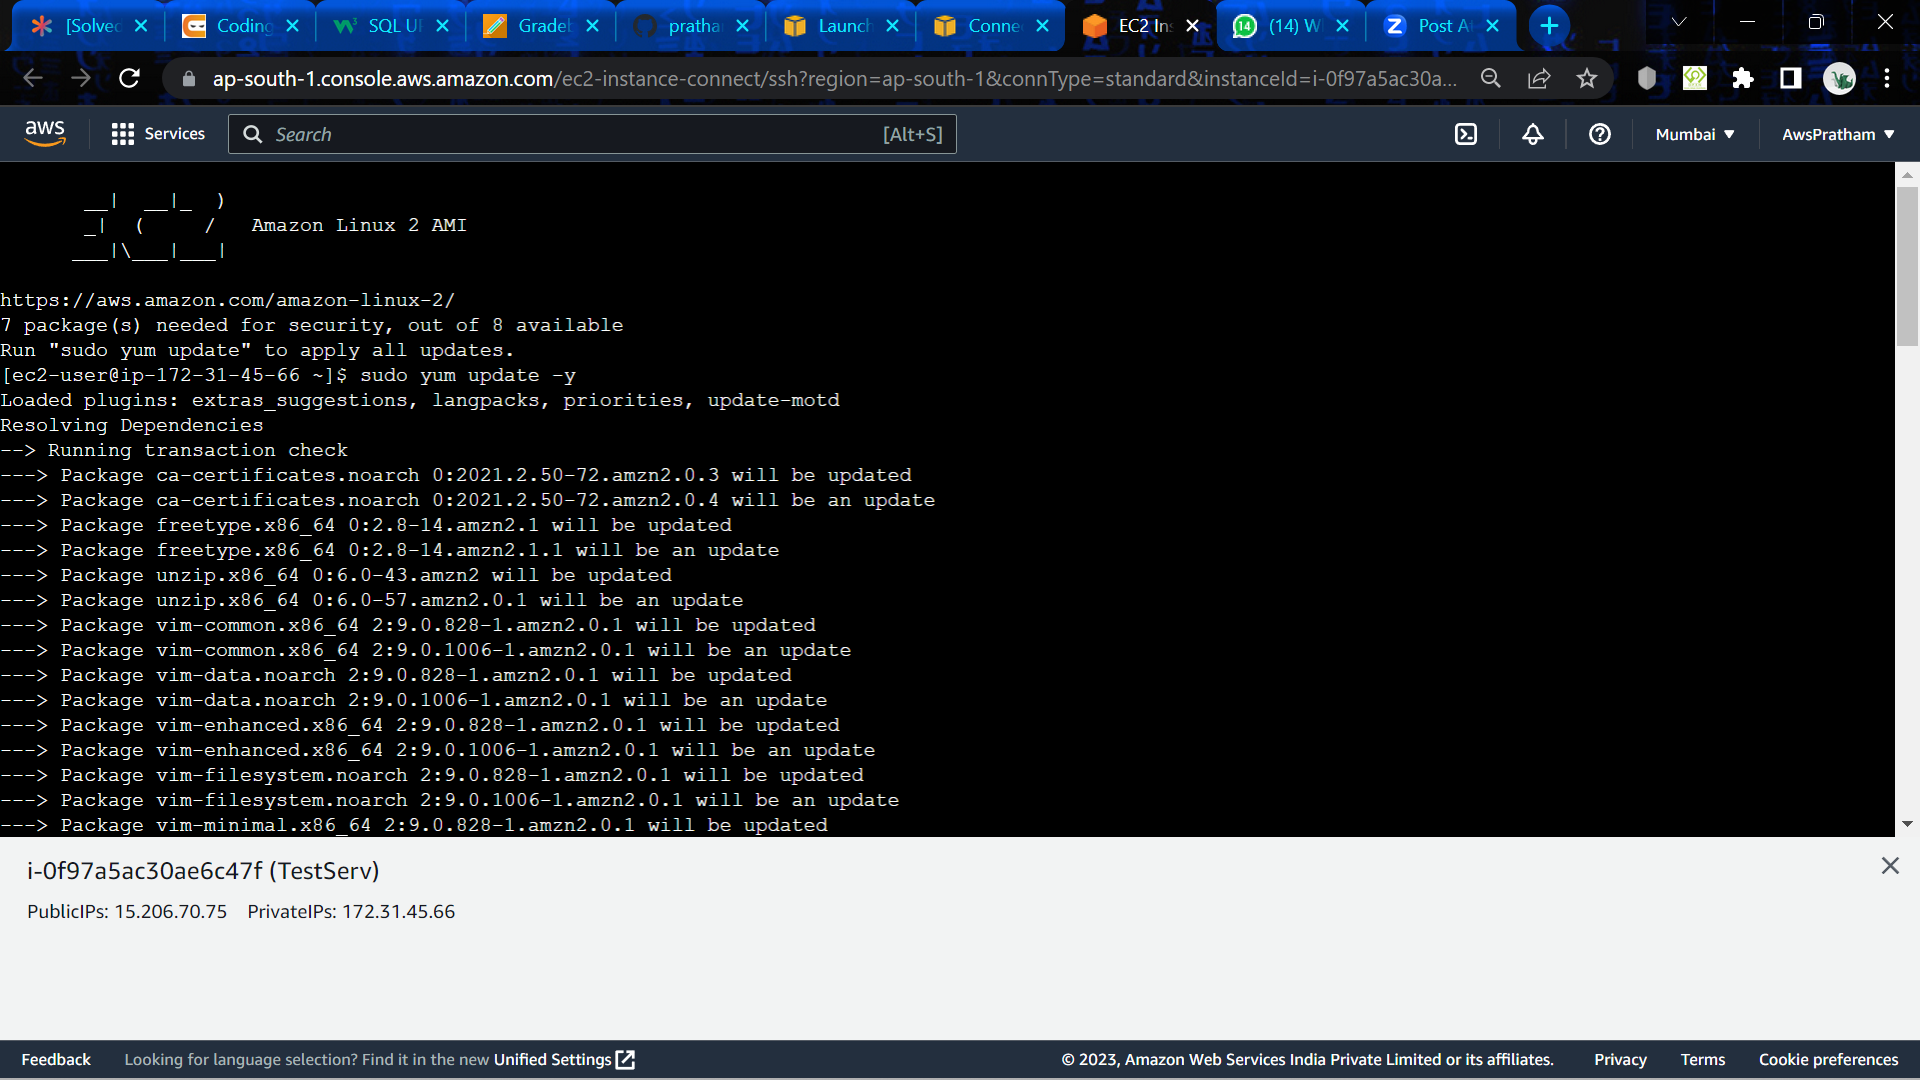 [Solved
Coding
SQL U
Grade
pratha
Launch
Conne
EC2 Ins
14
(14) W
Post A
ap-south-1.console.aws.amazon.com/ec2-instance-connect/ssh?region=ap-south-1&connType=standard&instanceId=i-0f97a5ac30a...
aws
Services
Search
[Alt+S]
Mumbai
AwsPratham
__|  __|_  )
_|  (     /   Amazon Linux 2 AMI
___|\___|___|
https://aws.amazon.com/amazon-linux-2/
7 package(s) needed for security, out of 8 available
Run "sudo yum update" to apply all updates.
[ec2-user@ip-172-31-45-66 ~]$ sudo yum update -y
Loaded plugins: extras_suggestions, langpacks, priorities, update-motd
Resolving Dependencies
--> Running transaction check
---> Package ca-certificates.noarch 0:2021.2.50-72.amzn2.0.3 will be updated
---> Package ca-certificates.noarch 0:2021.2.50-72.amzn2.0.4 will be an update
---> Package freetype.x86_64 0:2.8-14.amzn2.1 will be updated
---> Package freetype.x86_64 0:2.8-14.amzn2.1.1 will be an update
---> Package unzip.x86_64 0:6.0-43.amzn2 will be updated
---> Package unzip.x86_64 0:6.0-57.amzn2.0.1 will be an update
---> Package vim-common.x86_64 2:9.0.828-1.amzn2.0.1 will be updated
---> Package vim-common.x86_64 2:9.0.1006-1.amzn2.0.1 will be an update
---> Package vim-data.noarch 2:9.0.828-1.amzn2.0.1 will be updated
---> Package vim-data.noarch 2:9.0.1006-1.amzn2.0.1 will be an update
---> Package vim-enhanced.x86_64 2:9.0.828-1.amzn2.0.1 will be updated
---> Package vim-enhanced.x86_64 2:9.0.1006-1.amzn2.0.1 will be an update
---> Package vim-filesystem.noarch 2:9.0.828-1.amzn2.0.1 will be updated
---> Package vim-filesystem.noarch 2:9.0.1006-1.amzn2.0.1 will be an update
---> Package vim-minimal.x86_64 2:9.0.828-1.amzn2.0.1 will be updated
i-0f97a5ac30ae6c47f (TestServ)
PublicIPs: 15.206.70.75 PrivateIPs: 172.31.45.66
Feedback
Looking for language selection? Find it in the new Unified Settings
© 2023, Amazon Web Services India Private Limited or its affiliates.
Privacy
Terms
Cookie preferences